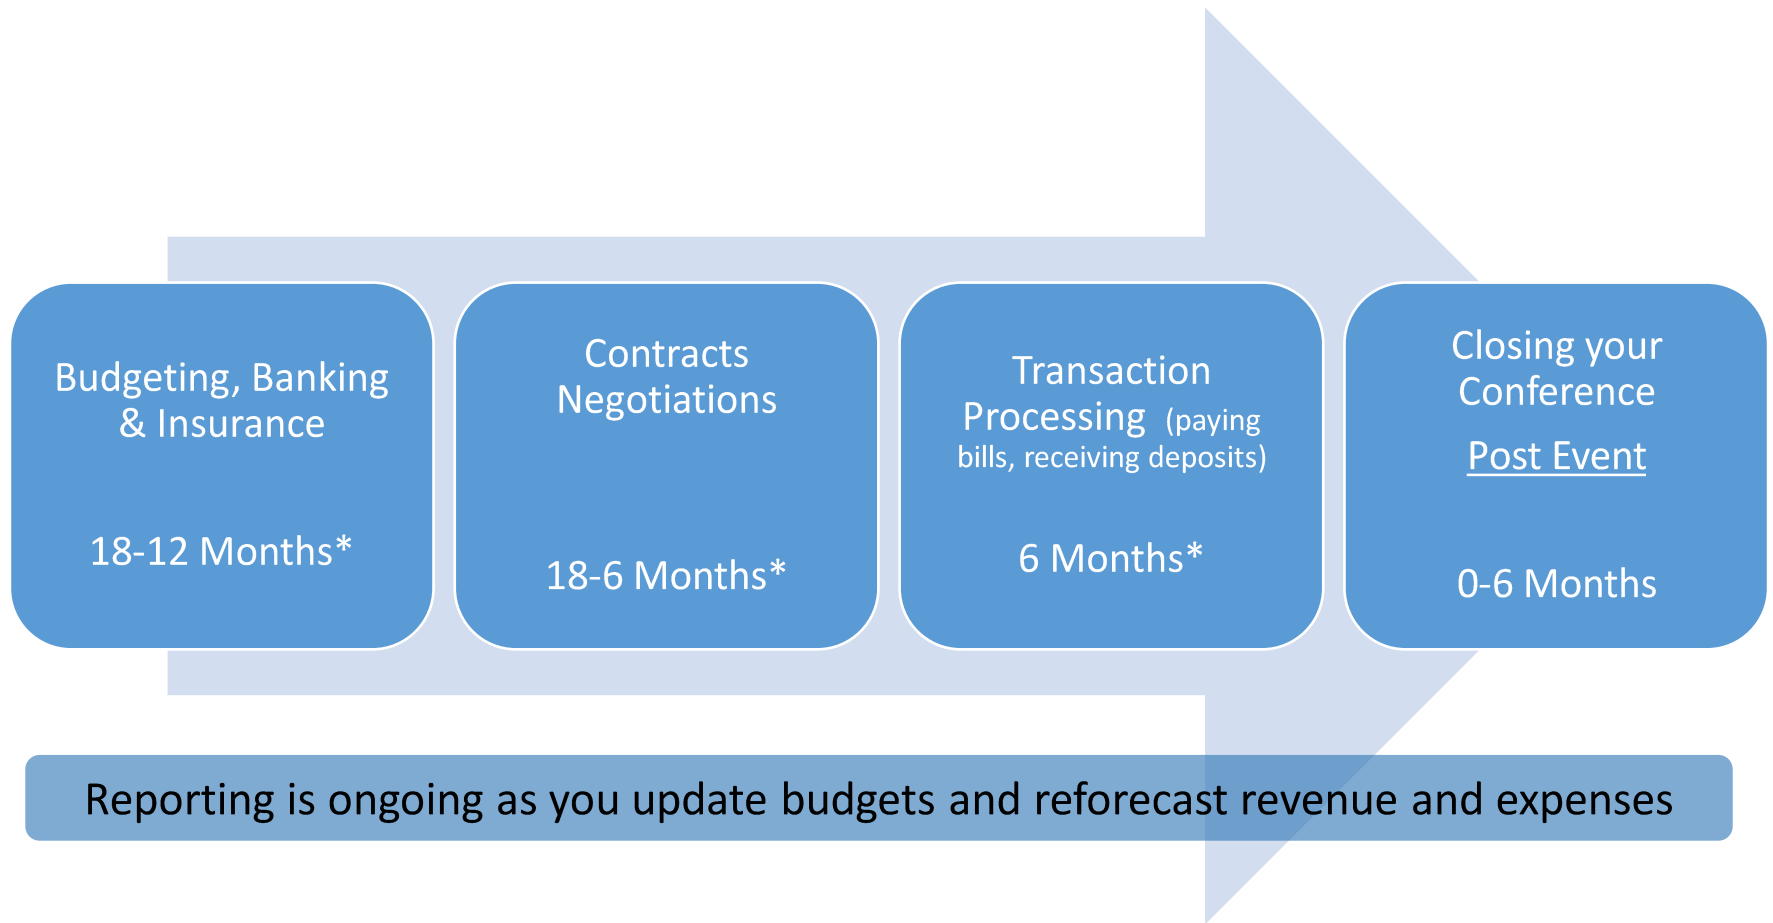 Budgeting, Banking
& Insurance
18-12 Months*
Contracts
Negotiations
18-6 Months*
Transaction
Processing (paying
bills, receiving deposits)
6 Months*
Closing your
Conference
Post Event
0-6 Months
Reporting is ongoing as you update budgets and reforecast revenue and expenses